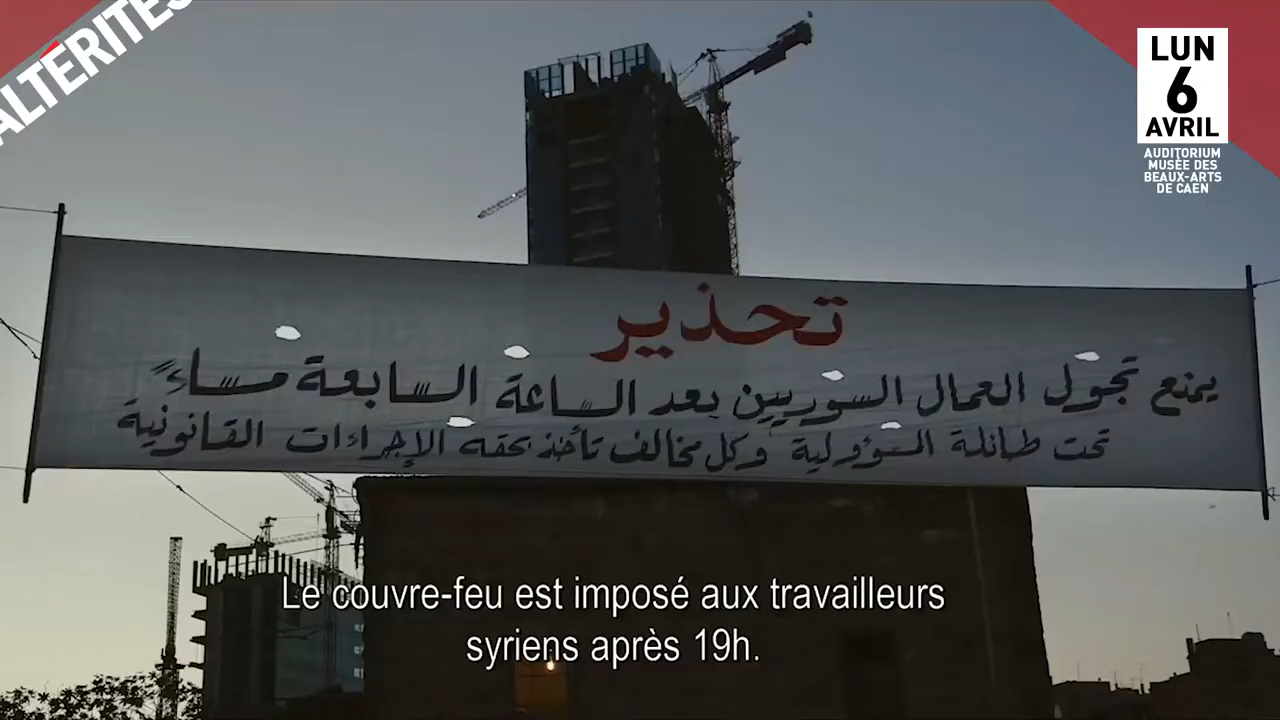 ALTÉRITÉS
LUN
6
AVRIL
AUDITORIUM
MUSÉE DES
BEAUX-ARTS
DE CAEN
تحذير
يمنع تجول العمال السوريين بعد الساعة السابعة مساءً
تحت طائلة المسؤولية وكل مخالف تأخذ بحقه الإجراءات القانونية
Le couvre-feu est imposé aux travailleurs
syriens après 19h.